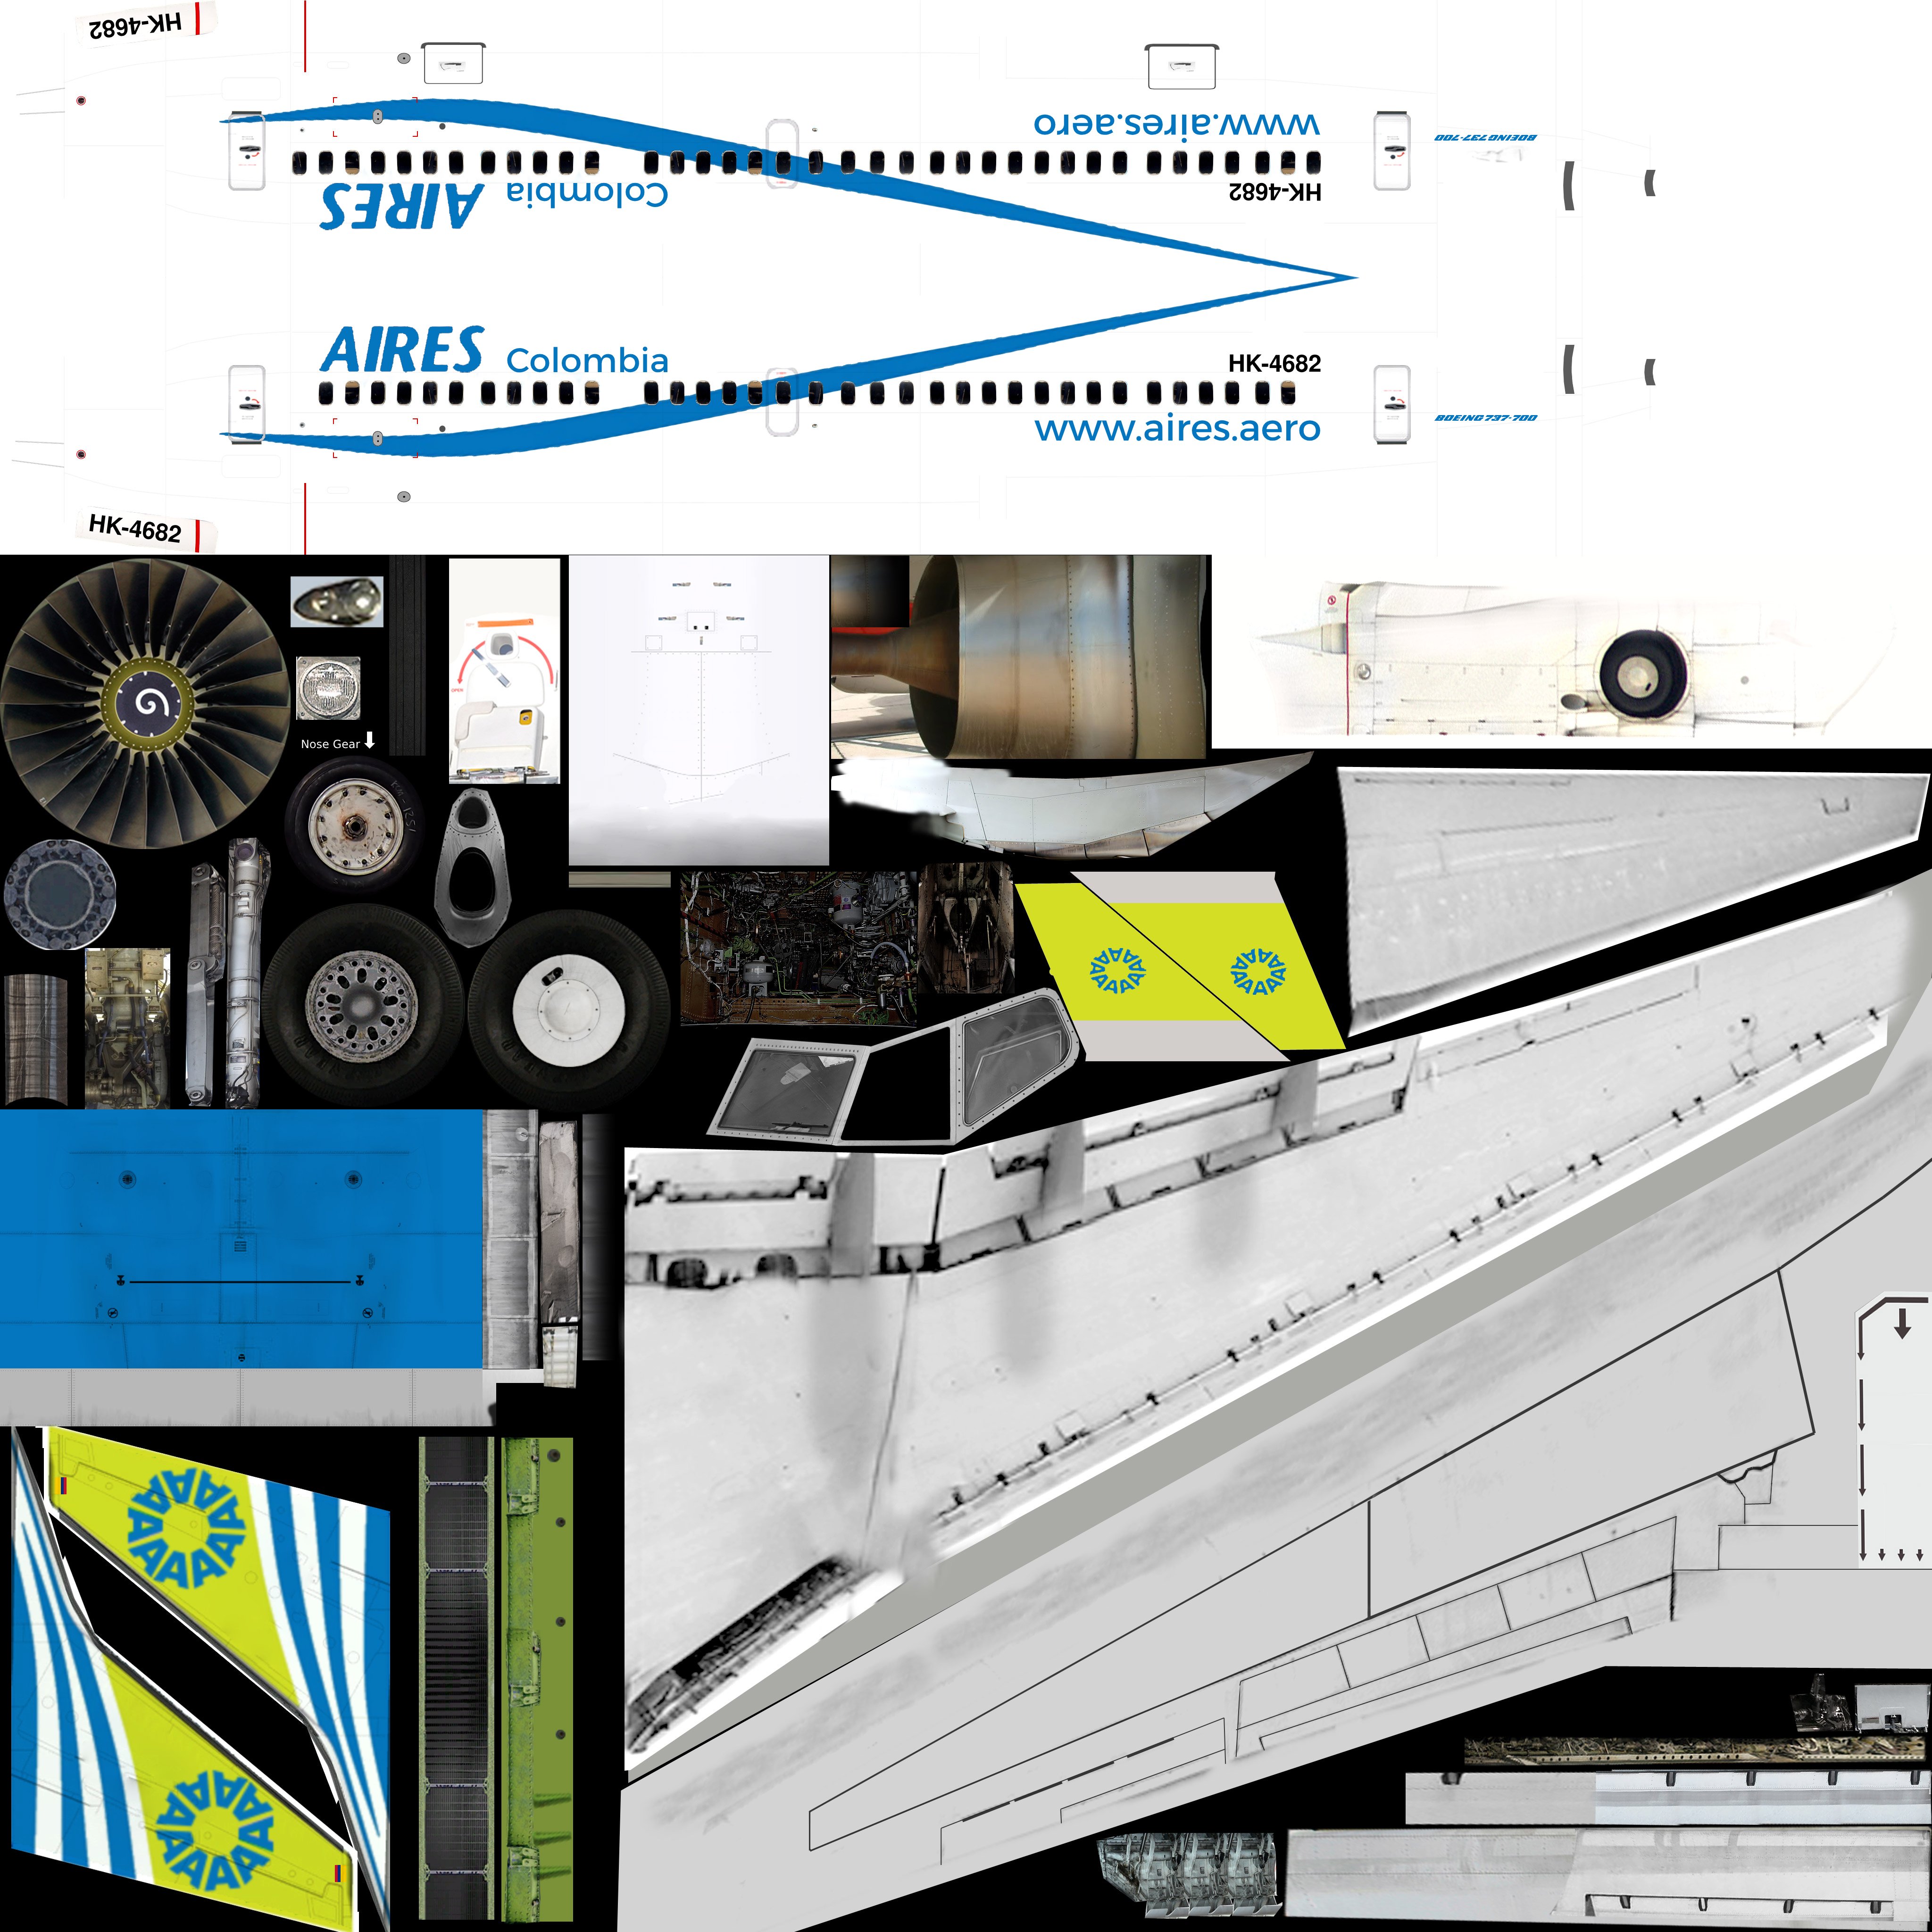 HK-4682
www.aires.aero
BOEING 737-700
HK-4682
AIRES Colombia
AIRES Colombia
HK-4682
www.aires.aero
BOEING 737-700
HK-4682
OPEN
Nose Gear